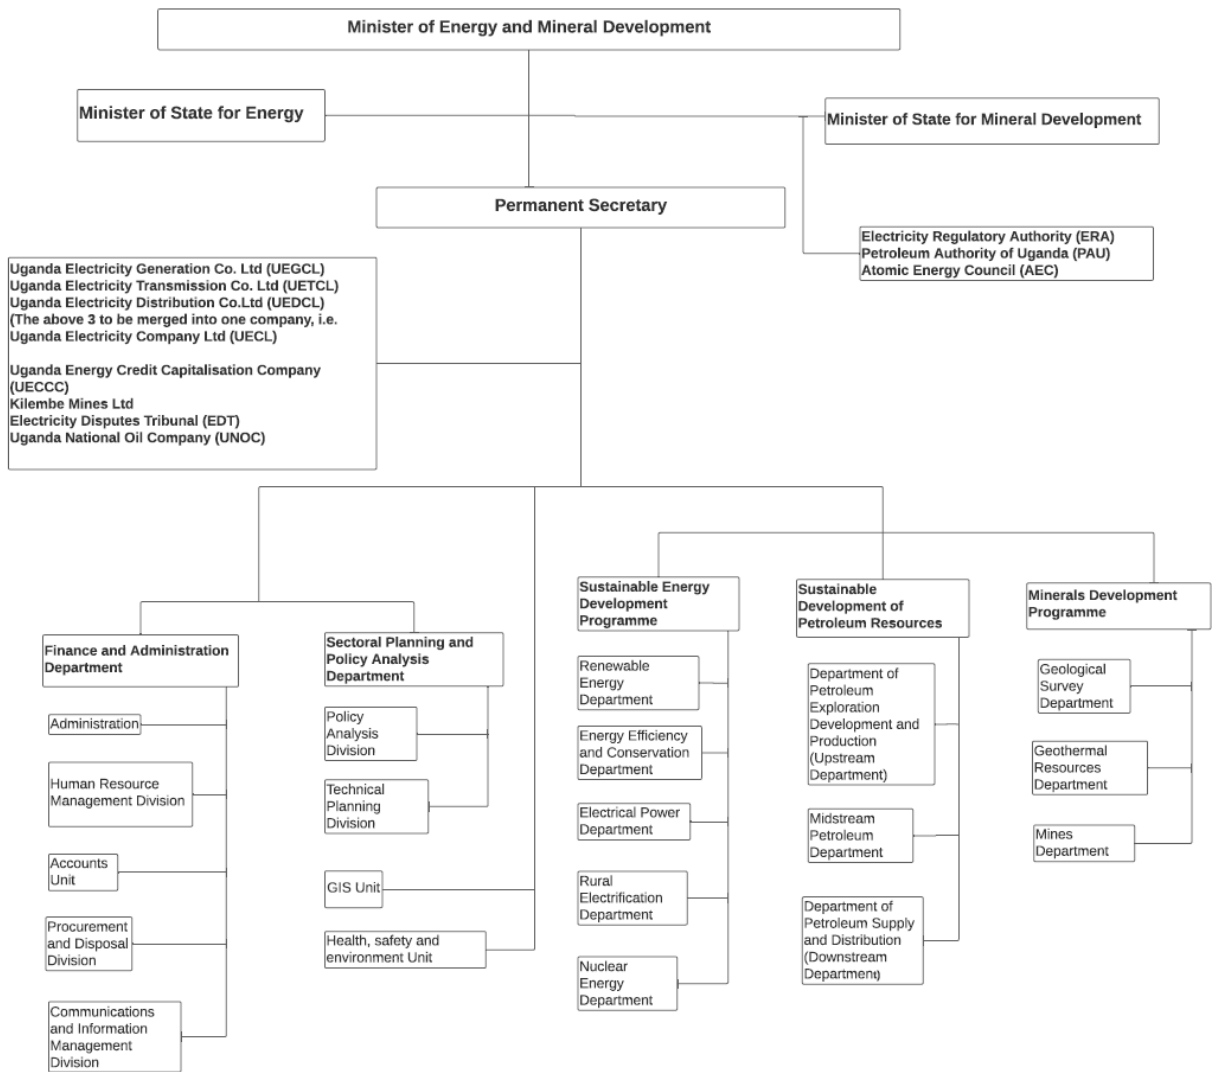 Minister of Energy and Mineral Development
Minister of State for Energy
Minister of State for Mineral Development
Permanent Secretary
Electricity Regulatory Authority (ERA)
Petroleum Authority of Uganda (PAU)
Atomic Energy Council (AEC)
Uganda Electricity Generation Co. Ltd (UEGCL)
Uganda Electricity Transmission Co. Ltd (UETCL)
Uganda Electricity Distribution Co.Ltd (UEDCL)
(The above 3 to be merged into one company, i.e.
Uganda Electricity Company Ltd (UECL)
Uganda Energy Credit Capitalisation Company
(UECCC)
Kilembe Mines Ltd
Electricity Disputes Tribunal (EDT)
Uganda National Oil Company (UNOC)
Finance and Administration
Department
Administration
Human Resource
Management Division
Accounts
Unit
Procurement
and Disposal
Division
Communications
and Information
Management
Division
Sectoral Planning and
Policy Analysis
Department
Policy
Analysis
Division
Technical
Planning
Division
GIS Unit
Health, safety and
environment Unit
Sustainable Energy
Development
Programme
Renewable
Energy
Department
Energy Efficiency
and Conservation
Department
Electrical Power
Department
Rural
Electrification
Department
Nuclear
Energy
Department
Sustainable
Development of
Petroleum Resources
Department of
Petroleum
Exploration
Development and
Production
(Upstream
Department)
Midstream
Petroleum
Department
Department of
Petroleum Supply
and Distribution
(Downstream
Department)
Minerals Development
Programme
Geological
Survey
Department
Geothermal
Resources
Department
Mines
Department